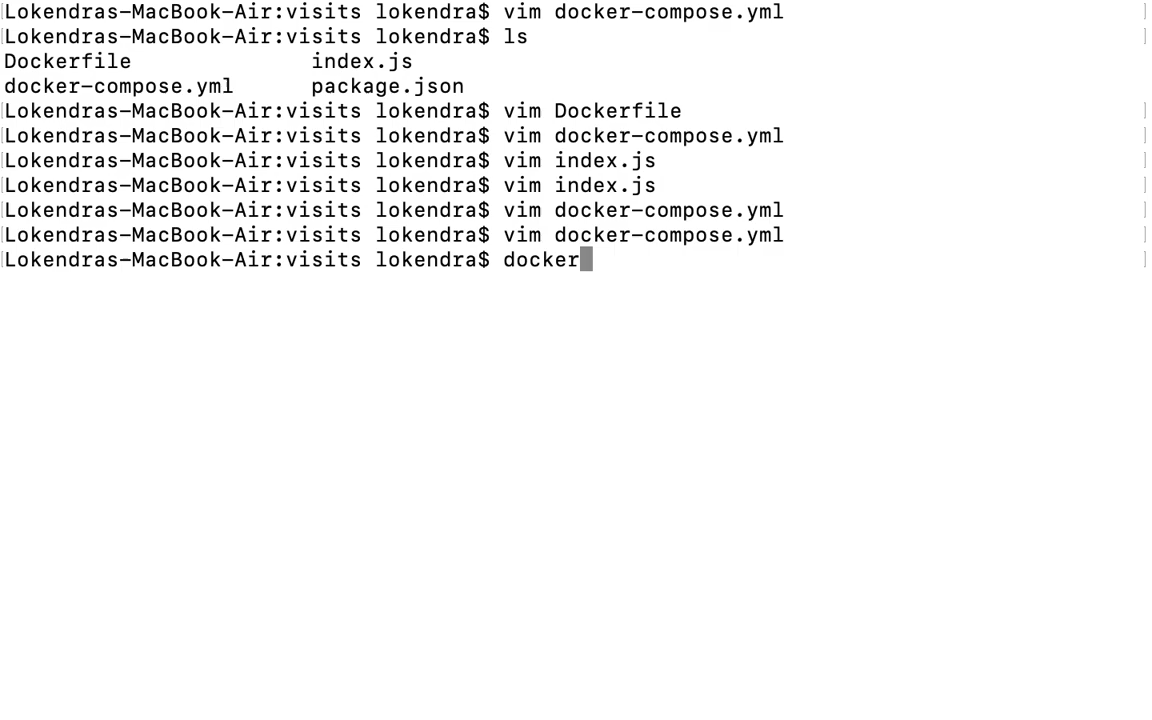 Lokendras-MacBook-Air:visits lokendra$ vim docker-compose.yml
Lokendras-MacBook-Air:visits lokendra$ ls
Dockerfile index.js
docker-compose.yml package.json
Lokendras-MacBook-Air:visits lokendra$ vim Dockerfile
Lokendras-MacBook-Air:visits lokendra$ vim docker-compose.yml
Lokendras-MacBook-Air:visits lokendra$ vim index.js
Lokendras-MacBook-Air:visits lokendra$ vim index.js
Lokendras-MacBook-Air:visits lokendra$ vim docker-compose.yml
Lokendras-MacBook-Air:visits lokendra$ vim docker-compose.yml
Lokendras-MacBook-Air:visits lokendra$ docker